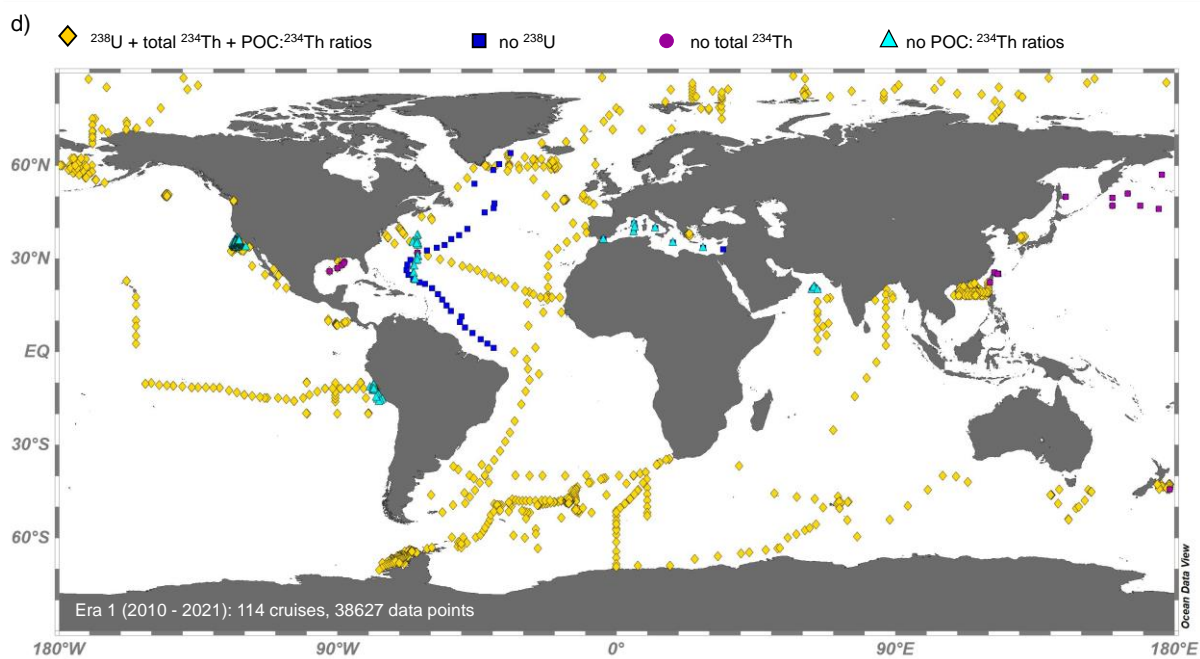 d)
²³⁸U + total ²³⁴Th + POC:²³⁴Th ratios
no ²³⁸U
no total ²³⁴Th
no POC: ²³⁴Th ratios
60°N
30°N
EQ
30°S
60°S
Era 1 (2010 - 2021): 114 cruises, 38627 data points
Ocean Data View
180°W
90°W
0°
90°E
180°E